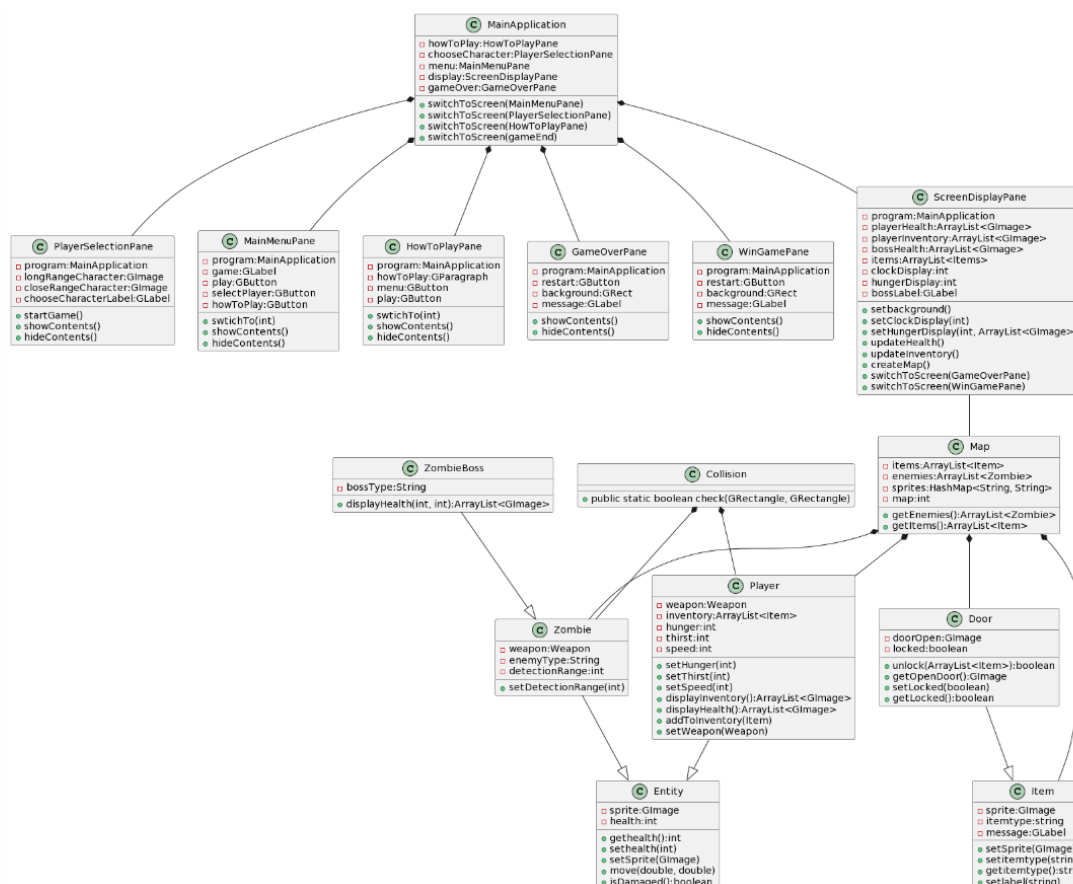 C MainApplication
howToPlay:HowToPlayPane
chooseCharacter:PlayerSelectionPane
menu:MainMenuPane
display:ScreenDisplayPane
gameOver:GameOverPane
switchToScreen(MainMenuPane)
switchToScreen(PlayerSelectionPane)
switchToScreen(HowToPlayPane)
switchToScreen(gameEnd)
C PlayerSelectionPane
program:MainApplication
longRangeCharacter:GImage
closeRangeCharacter:GImage
chooseCharacterLabel:GLabel
startGame()
showContents()
hideContents()
C MainMenuPane
program:MainApplication
game:GLabel
play:GButton
selectPlayer:GButton
howToPlay:GButton
swtichTo(int)
showContents()
hideContents()
C HowToPlayPane
program:MainApplication
howToPlay:GParagraph
menu:GButton
play:GButton
swtichTo(int)
showContents()
hideContents()
C GameOverPane
program:MainApplication
restart:GButton
background:GRect
message:GLabel
showContents()
hideContents()
C WinGamePane
program:MainApplication
restart:GButton
background:GRect
message:GLabel
showContents()
hideContents()
C ScreenDisplayPane
program:MainApplication
playerHealth:ArrayList<GImage>
playerInventory:ArrayList<GImage>
bossHealth:ArrayList<GImage>
items:ArrayList<Items>
clockDisplay:int
hungerDisplay:int
bossLabel:GLabel
setbackground()
setClockDisplay(int)
setHungerDisplay(int, ArrayList<GImage>)
updateHealth()
updateInventory()
createMap()
switchToScreen(GameOverPane)
switchToScreen(WinGamePane)
C ZombieBoss
bossType:String
displayHealth(int, int):ArrayList<GImage>
C Collision
public static boolean check(GRectangle, GRectangle)
C Map
items:ArrayList<Item>
enemies:ArrayList<Zombie>
sprites:HashMap<String, String>
map:int
getEnemies():ArrayList<Zombie>
getItems():ArrayList<Item>
C Zombie
weapon:Weapon
enemyType:String
detectionRange:int
setDetectionRange(int)
C Player
weapon:Weapon
inventory:ArrayList<Item>
hunger:int
thirst:int
speed:int
setHunger(int)
setThirst(int)
setSpeed(int)
displayInventory():ArrayList<GImage>
displayHealth():ArrayList<GImage>
addToInventory(Item)
setWeapon(Weapon)
C Door
doorOpen:GImage
locked:boolean
unlock(ArrayList<Item>):boolean
getOpenDoor():GImage
setLocked(boolean)
getLocked():boolean
C Entity
sprite:GImage
health:int
gethealth():int
sethealth(int)
setSprite(GImage)
move(double, double)
isDamaged():boolean
C Item
sprite:GImage
itemtype:string
message:GLabel
setSprite(GImage
setitemtype(strin
getitemtype():str
setlabel(string)